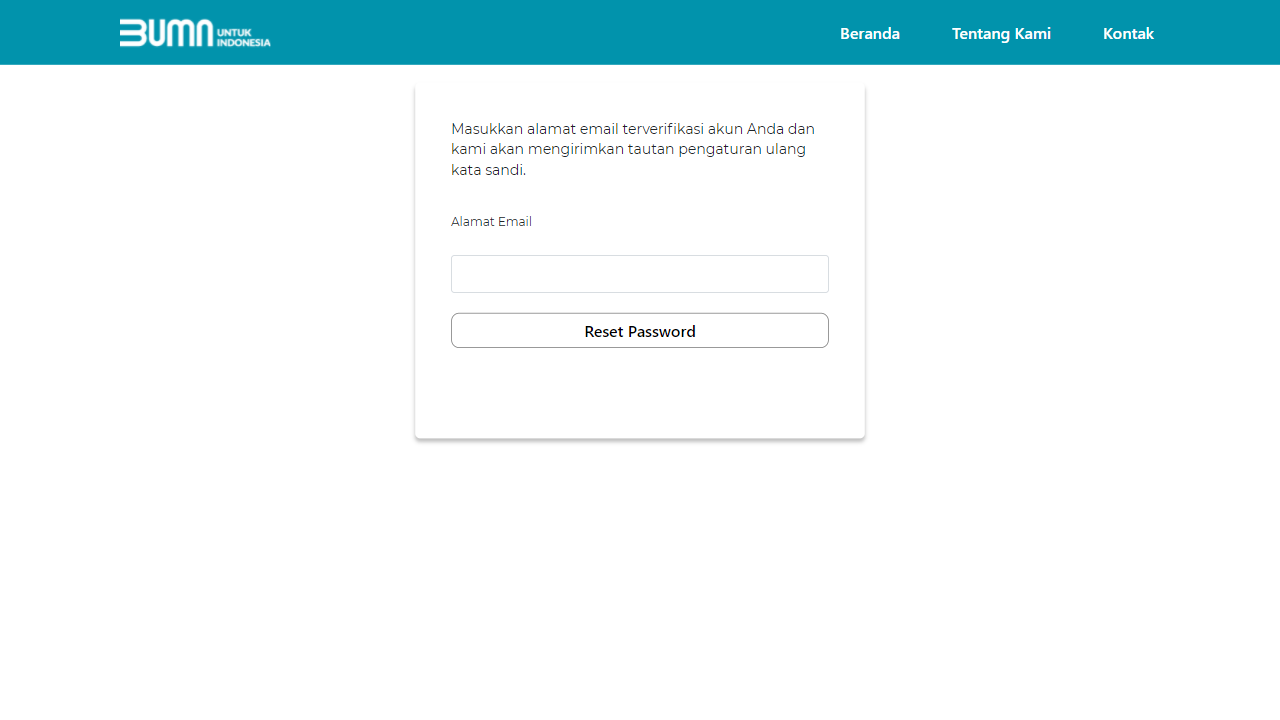 BUMN UNTUK INDONESIA
Beranda
Tentang Kami
Kontak
Masukkan alamat email terverifikasi akun Anda dan
kami akan mengirimkan tautan pengaturan ulang
kata sandi.
Alamat Email
Reset Password